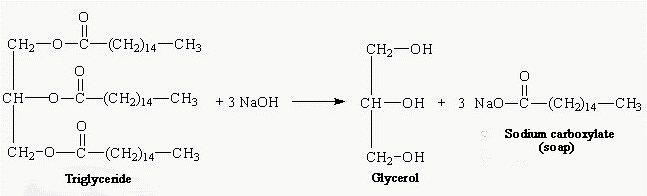 O
CH2—O—C—(CH2)14—CH3
O
CH—O—C—(CH2)14—CH3
O
CH2—O—C—(CH2)14—CH3
Triglyceride
+ 3 NaOH
CH2—OH
CH—OH
CH2—OH
Glycerol
+ 3
O
NaO—C—(CH2)14—CH3
Sodium carboxylate
(soap)